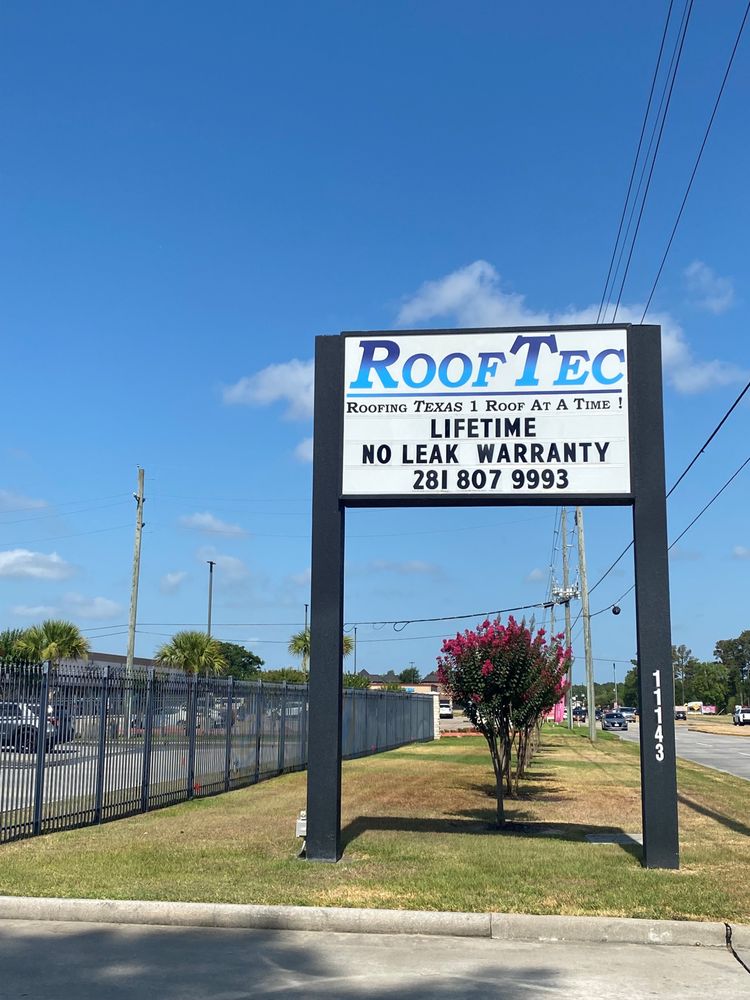 ROOFTEC
ROOFING TEXAS 1 ROOF AT A TIME !
LIFETIME
NO LEAK WARRANTY
281 807 9993
11143